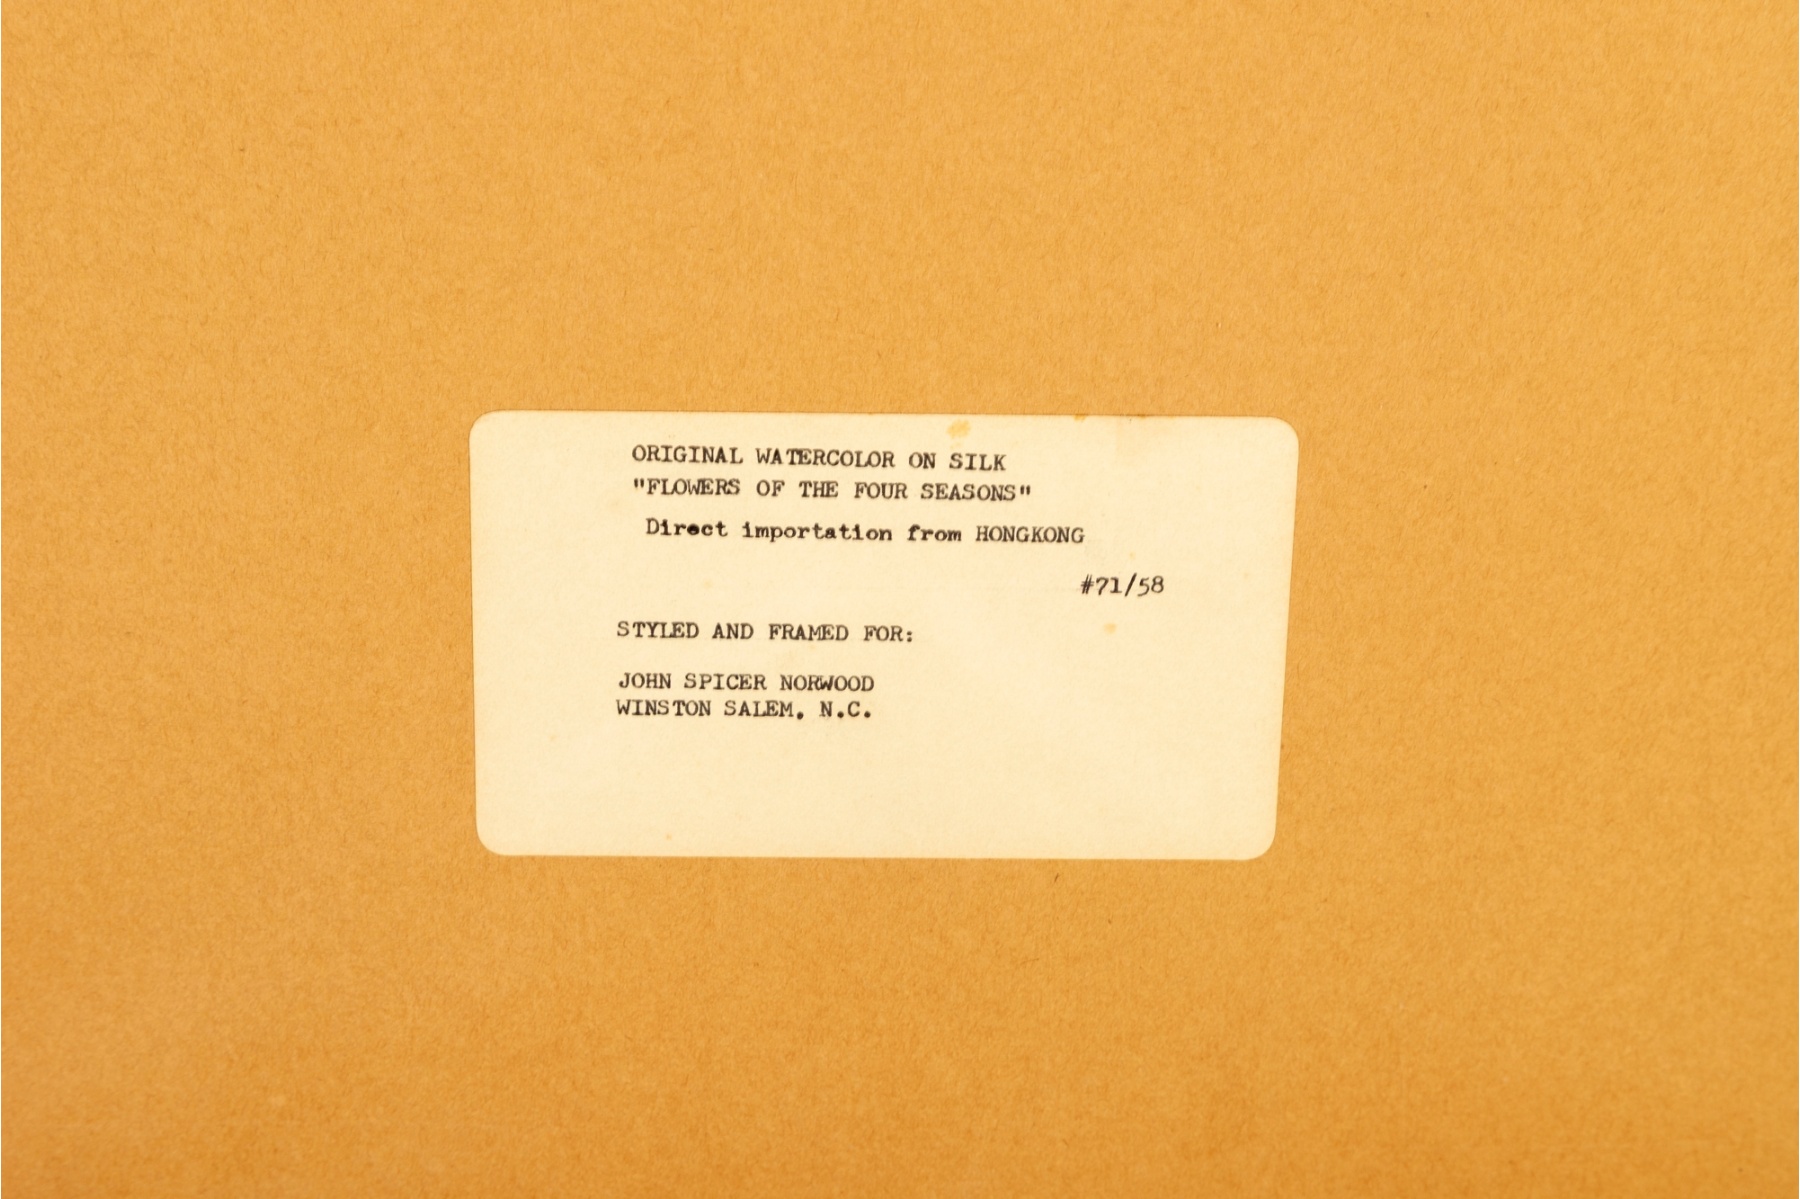 ORIGINAL WATERCOLOR ON SILK
"FLOWERS OF THE FOUR SEASONS"
Direct importation from HONGKONG
#71/58
STYLED AND FRAMED FOR:
JOHN SPICER NORWOOD
WINSTON SALEM, N.C.